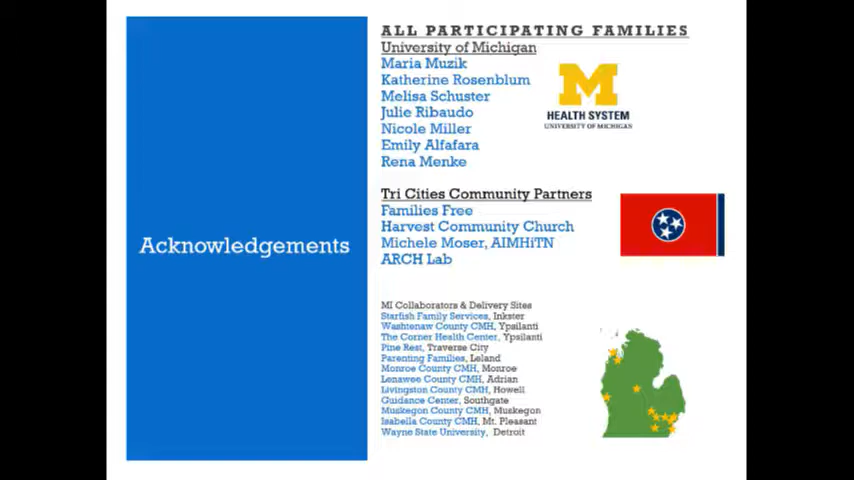 Acknowledgements
ALL PARTICIPATING FAMILIES
University of Michigan
Maria Muzik
Katherine Rosenblum
Melisa Schuster
Julie Ribaudo
Nicole Miller
Emily Alfafara
Rena Menke
M
HEALTH SYSTEM
UNIVERSITY OF MICHIGAN
Tri Cities Community Partners
Families Free
Harvest Community Church
Michele Moser, AIMHiTN
ARCH Lab
MI Collaborators & Delivery Sites
Starfish Family Services, Inkster
Washtenaw County CMH, Ypsilanti
The Corner Health Center, Ypsilanti
Pine Rest, Traverse City
Parenting Families, Leland
Monroe County CMH, Monroe
Lenawee County CMH, Adrian
Livingston County CMH, Howell
Guidance Center, Southgate
Muskegon County CMH, Muskegon
Isabella County CMH, Mt. Pleasant
Wayne State University, Detroit